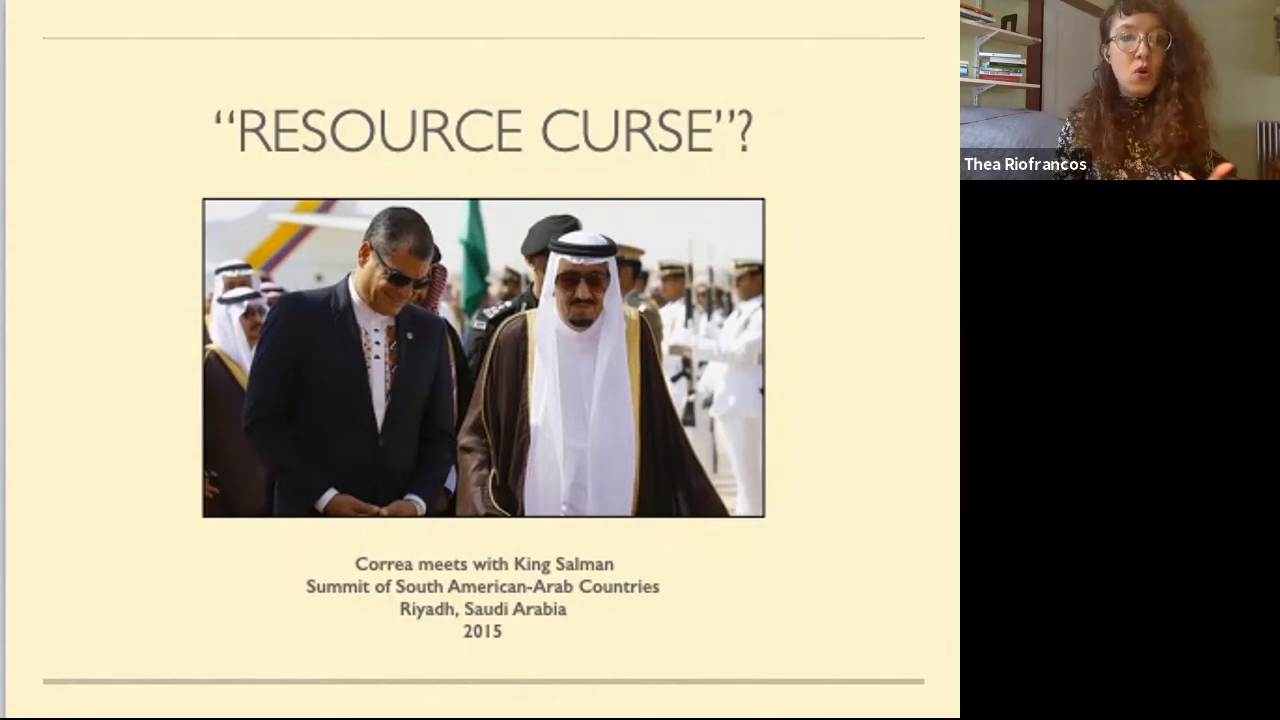 “RESOURCE CURSE”?
Correa meets with King Salman
Summit of South American-Arab Countries
Riyadh, Saudi Arabia
2015
Thea Riofrancos